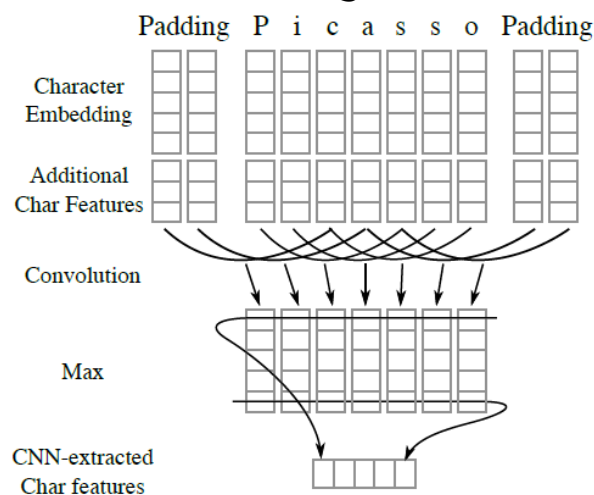 Padding P i c a s s o Padding
Character
Embedding
Additional
Char Features
Convolution
Max
CNN-extracted
Char features